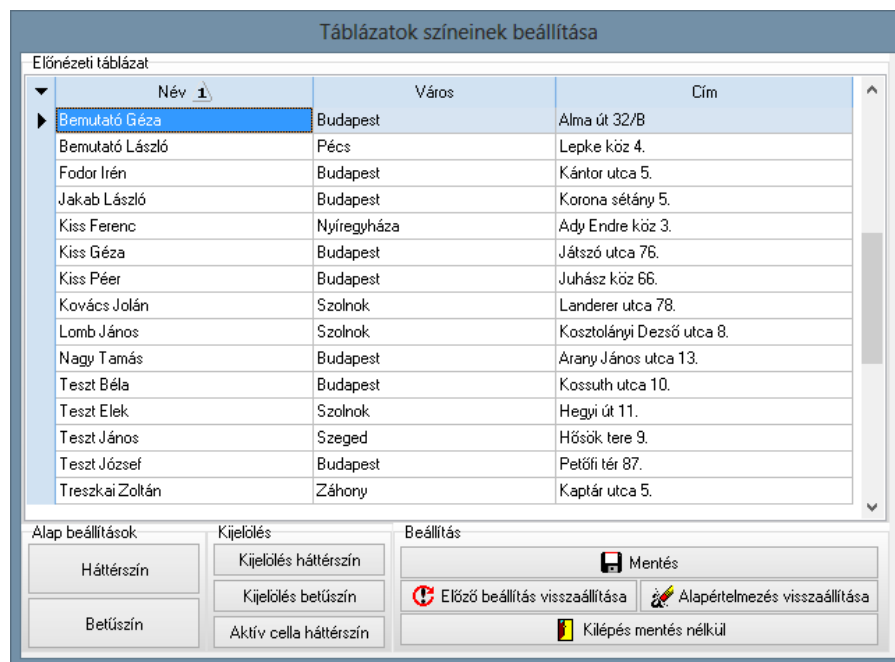 Táblázatok színeinek beállítása
Előnézeti táblázat
Név 1 Város Cím
Bemutató Géza Budapest Alma út 32/B
Bemutató László Pécs Lepke köz 4.
Fodor Irén Budapest Kántor utca 5.
Jakab László Budapest Korona sétány 5.
Kiss Ferenc Nyíregyháza Ady Endre köz 3.
Kiss Géza Budapest Játszó utca 76.
Kiss Péer Budapest Juhász köz 66.
Kovács Jolán Szolnok Landerer utca 78.
Lomb János Szolnok Kosztolányi Dezső utca 8.
Nagy Tamás Budapest Arany János utca 13.
Teszt Béla Budapest Kossuth utca 10.
Teszt Elek Szolnok Hegyi út 11.
Teszt János Szeged Hősök tere 9.
Teszt József Budapest Petőfi tér 87.
Treszkai Zoltán Záhony Kaptár utca 5.
Alap beállítások Kijelölés Beállítás
Háttérszín
Betűszín
Kijelölés háttérszín
Kijelölés betűszín
Aktív cella háttérszín
Mentés
Előző beállítás visszaállítása Alapértelmezés visszaállítása
Kilépés mentés nélkül